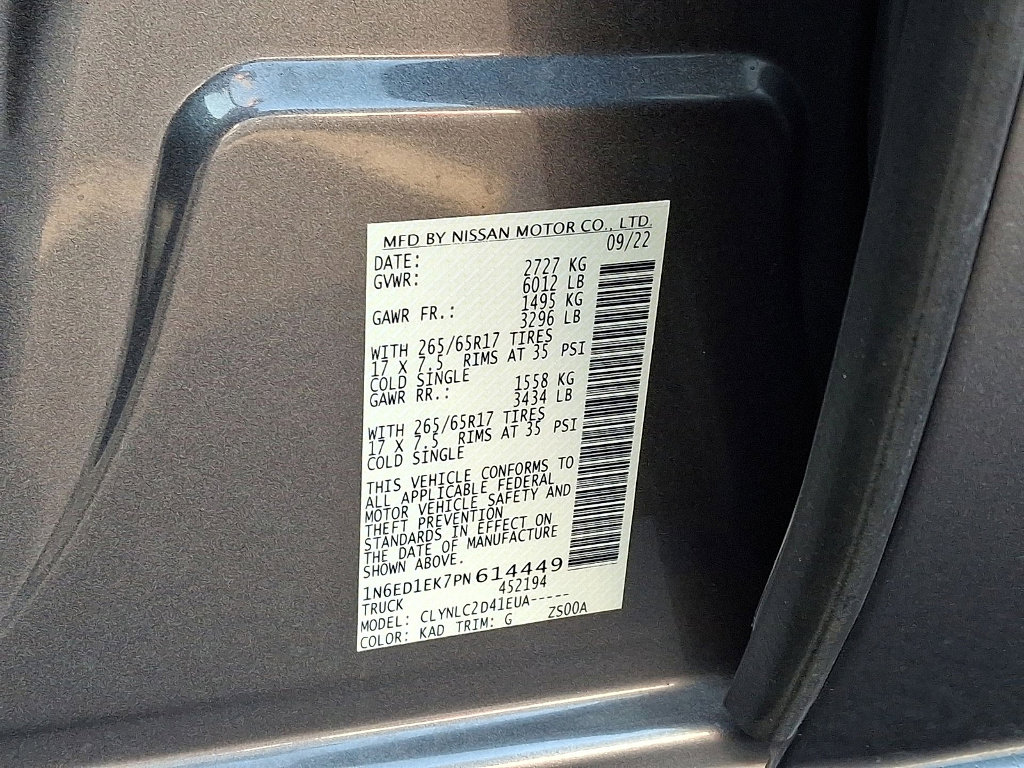 MFD BY NISSAN MOTOR CO., LTD.
DATE: 09/22
GVWR: 2727 KG
6012 LB
GAWR FR.: 1495 KG
3296 LB
WITH 265/65R17 TIRES
17 X 7.5 RIMS AT 35 PSI
COLD SINGLE
GAWR RR.: 1558 KG
3434 LB
WITH 265/65R17 TIRES
17 X 7.5 RIMS AT 35 PSI
COLD SINGLE
THIS VEHICLE CONFORMS TO
ALL APPLICABLE FEDERAL
MOTOR VEHICLE SAFETY AND
THEFT PREVENTION
STANDARDS IN EFFECT ON
THE DATE OF MANUFACTURE
SHOWN ABOVE.
1N6ED1EK7PN614449
TRUCK 452194
MODEL: CLYNLC2D41EUA-----
COLOR: KAD TRIM: G ZS00A